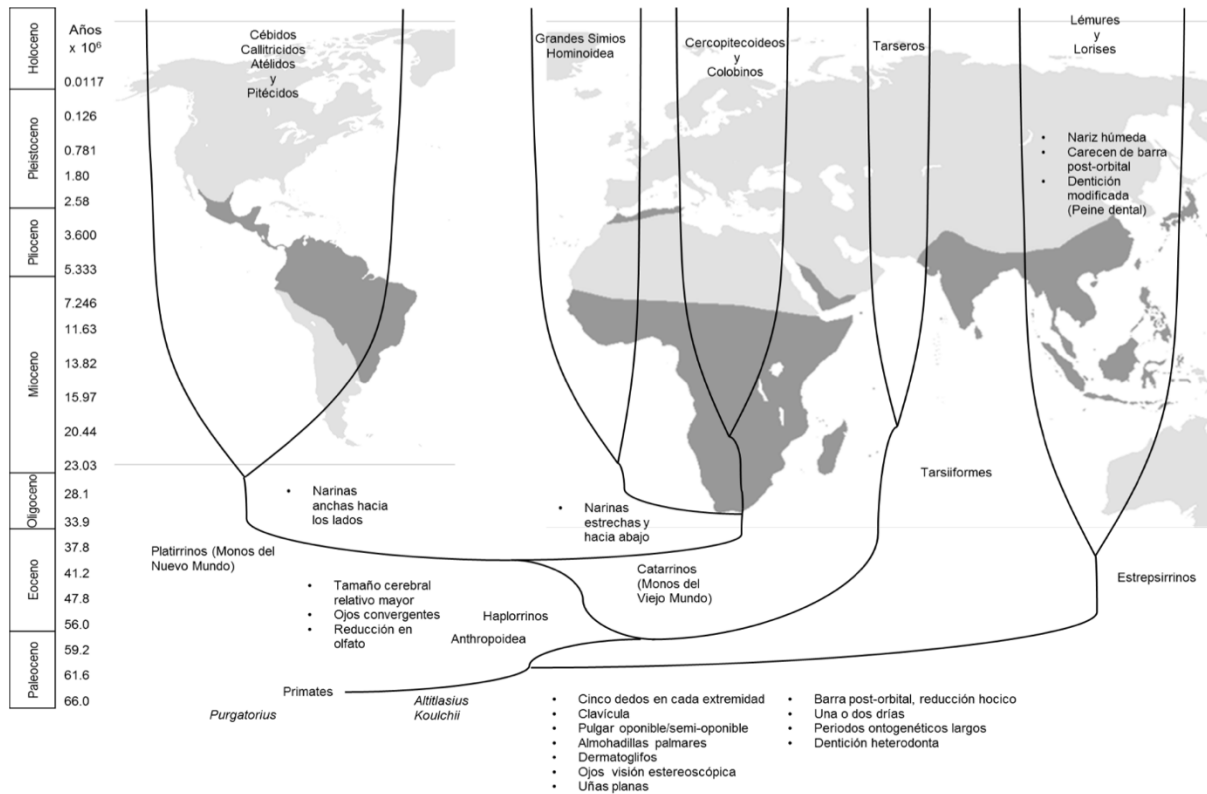 Años
x 10⁶
Holoceno
0.0117
Pleistoceno
0.126
0.781
1.80
2.58
Plioceno
3.600
5.333
Mioceno
7.246
11.63
13.82
15.97
20.44
23.03
Oligoceno
28.1
33.9
Eoceno
37.8
41.2
47.8
56.0
Paleoceno
59.2
61.6
66.0
Cébidos
Callitricidos
Atélidos
y
Pitécidos
Grandes Simios
Hominoidea
Cercopitecoideos
y
Colobinos
Tarseros
Lémures
y
Lorises
• Nariz húmeda
• Carecen de barra
post-orbital
• Dentición
modificada
(Peine dental)
• Narinas
anchas hacia
los lados
• Narinas
estrechas y
hacia abajo
Tarsiiformes
Platirrinos (Monos del
Nuevo Mundo)
Catarrinos
(Monos del
Viejo Mundo)
Estrepsirrinos
• Tamaño cerebral
relativo mayor
• Ojos convergentes
• Reducción en
olfato
Haplorrinos
Anthropoidea
Primates
Purgatorius
Altitlasius
Koulchii
• Cinco dedos en cada extremidad
• Clavícula
• Pulgar oponible/semi-oponible
• Almohadillas palmares
• Dermatoglifos
• Ojos visión estereoscópica
• Uñas planas
• Barra post-orbital, reducción hocico
• Una o dos drías
• Periodos ontogenéticos largos
• Dentición heterodonta